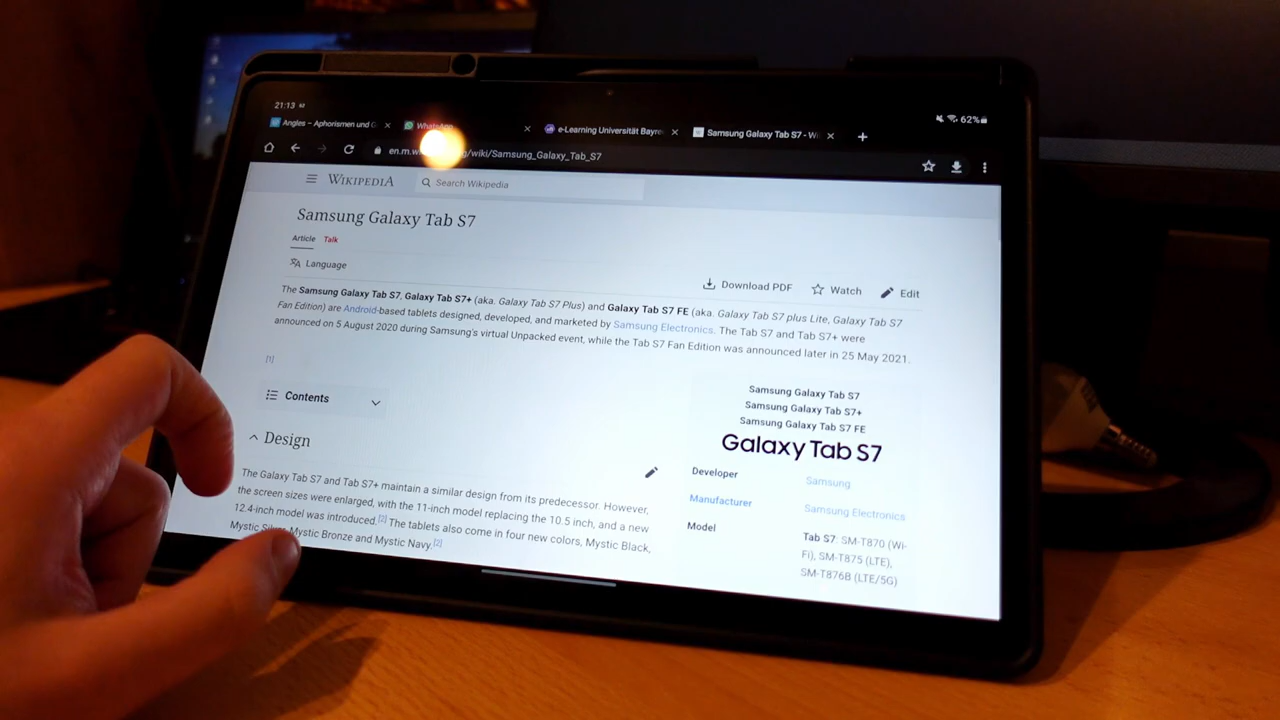 21:13
62%
Angles – Aphorismen und G
WhatsApp
e-Learning Universität Bayre
Samsung Galaxy Tab S7 - Wi
en.m.w g/wiki/Samsung_Galaxy_Tab_S7
WIKIPEDIA
Search Wikipedia
Samsung Galaxy Tab S7
Article Talk
Language
Download PDF Watch Edit
The Samsung Galaxy Tab S7, Galaxy Tab S7+ (aka. Galaxy Tab S7 Plus) and Galaxy Tab S7 FE (aka. Galaxy Tab S7 plus Lite, Galaxy Tab S7
Fan Edition) are Android-based tablets designed, developed, and marketed by Samsung Electronics. The Tab S7 and Tab S7+ were
announced on 5 August 2020 during Samsung's virtual Unpacked event, while the Tab S7 Fan Edition was announced later in 25 May 2021.
[1]
Contents
Design
The Galaxy Tab S7 and Tab S7+ maintain a similar design from its predecessor. However,
the screen sizes were enlarged, with the 11-inch model replacing the 10.5 inch, and a new
12.4-inch model was introduced.[2] The tablets also come in four new colors, Mystic Black,
Mystic Silver, Mystic Bronze and Mystic Navy.[2]
Samsung Galaxy Tab S7
Samsung Galaxy Tab S7+
Samsung Galaxy Tab S7 FE
Galaxy Tab S7
Developer Samsung
Manufacturer Samsung Electronics
Model Tab S7: SM-T870 (Wi-
Fi), SM-T875 (LTE),
SM-T876B (LTE/5G)